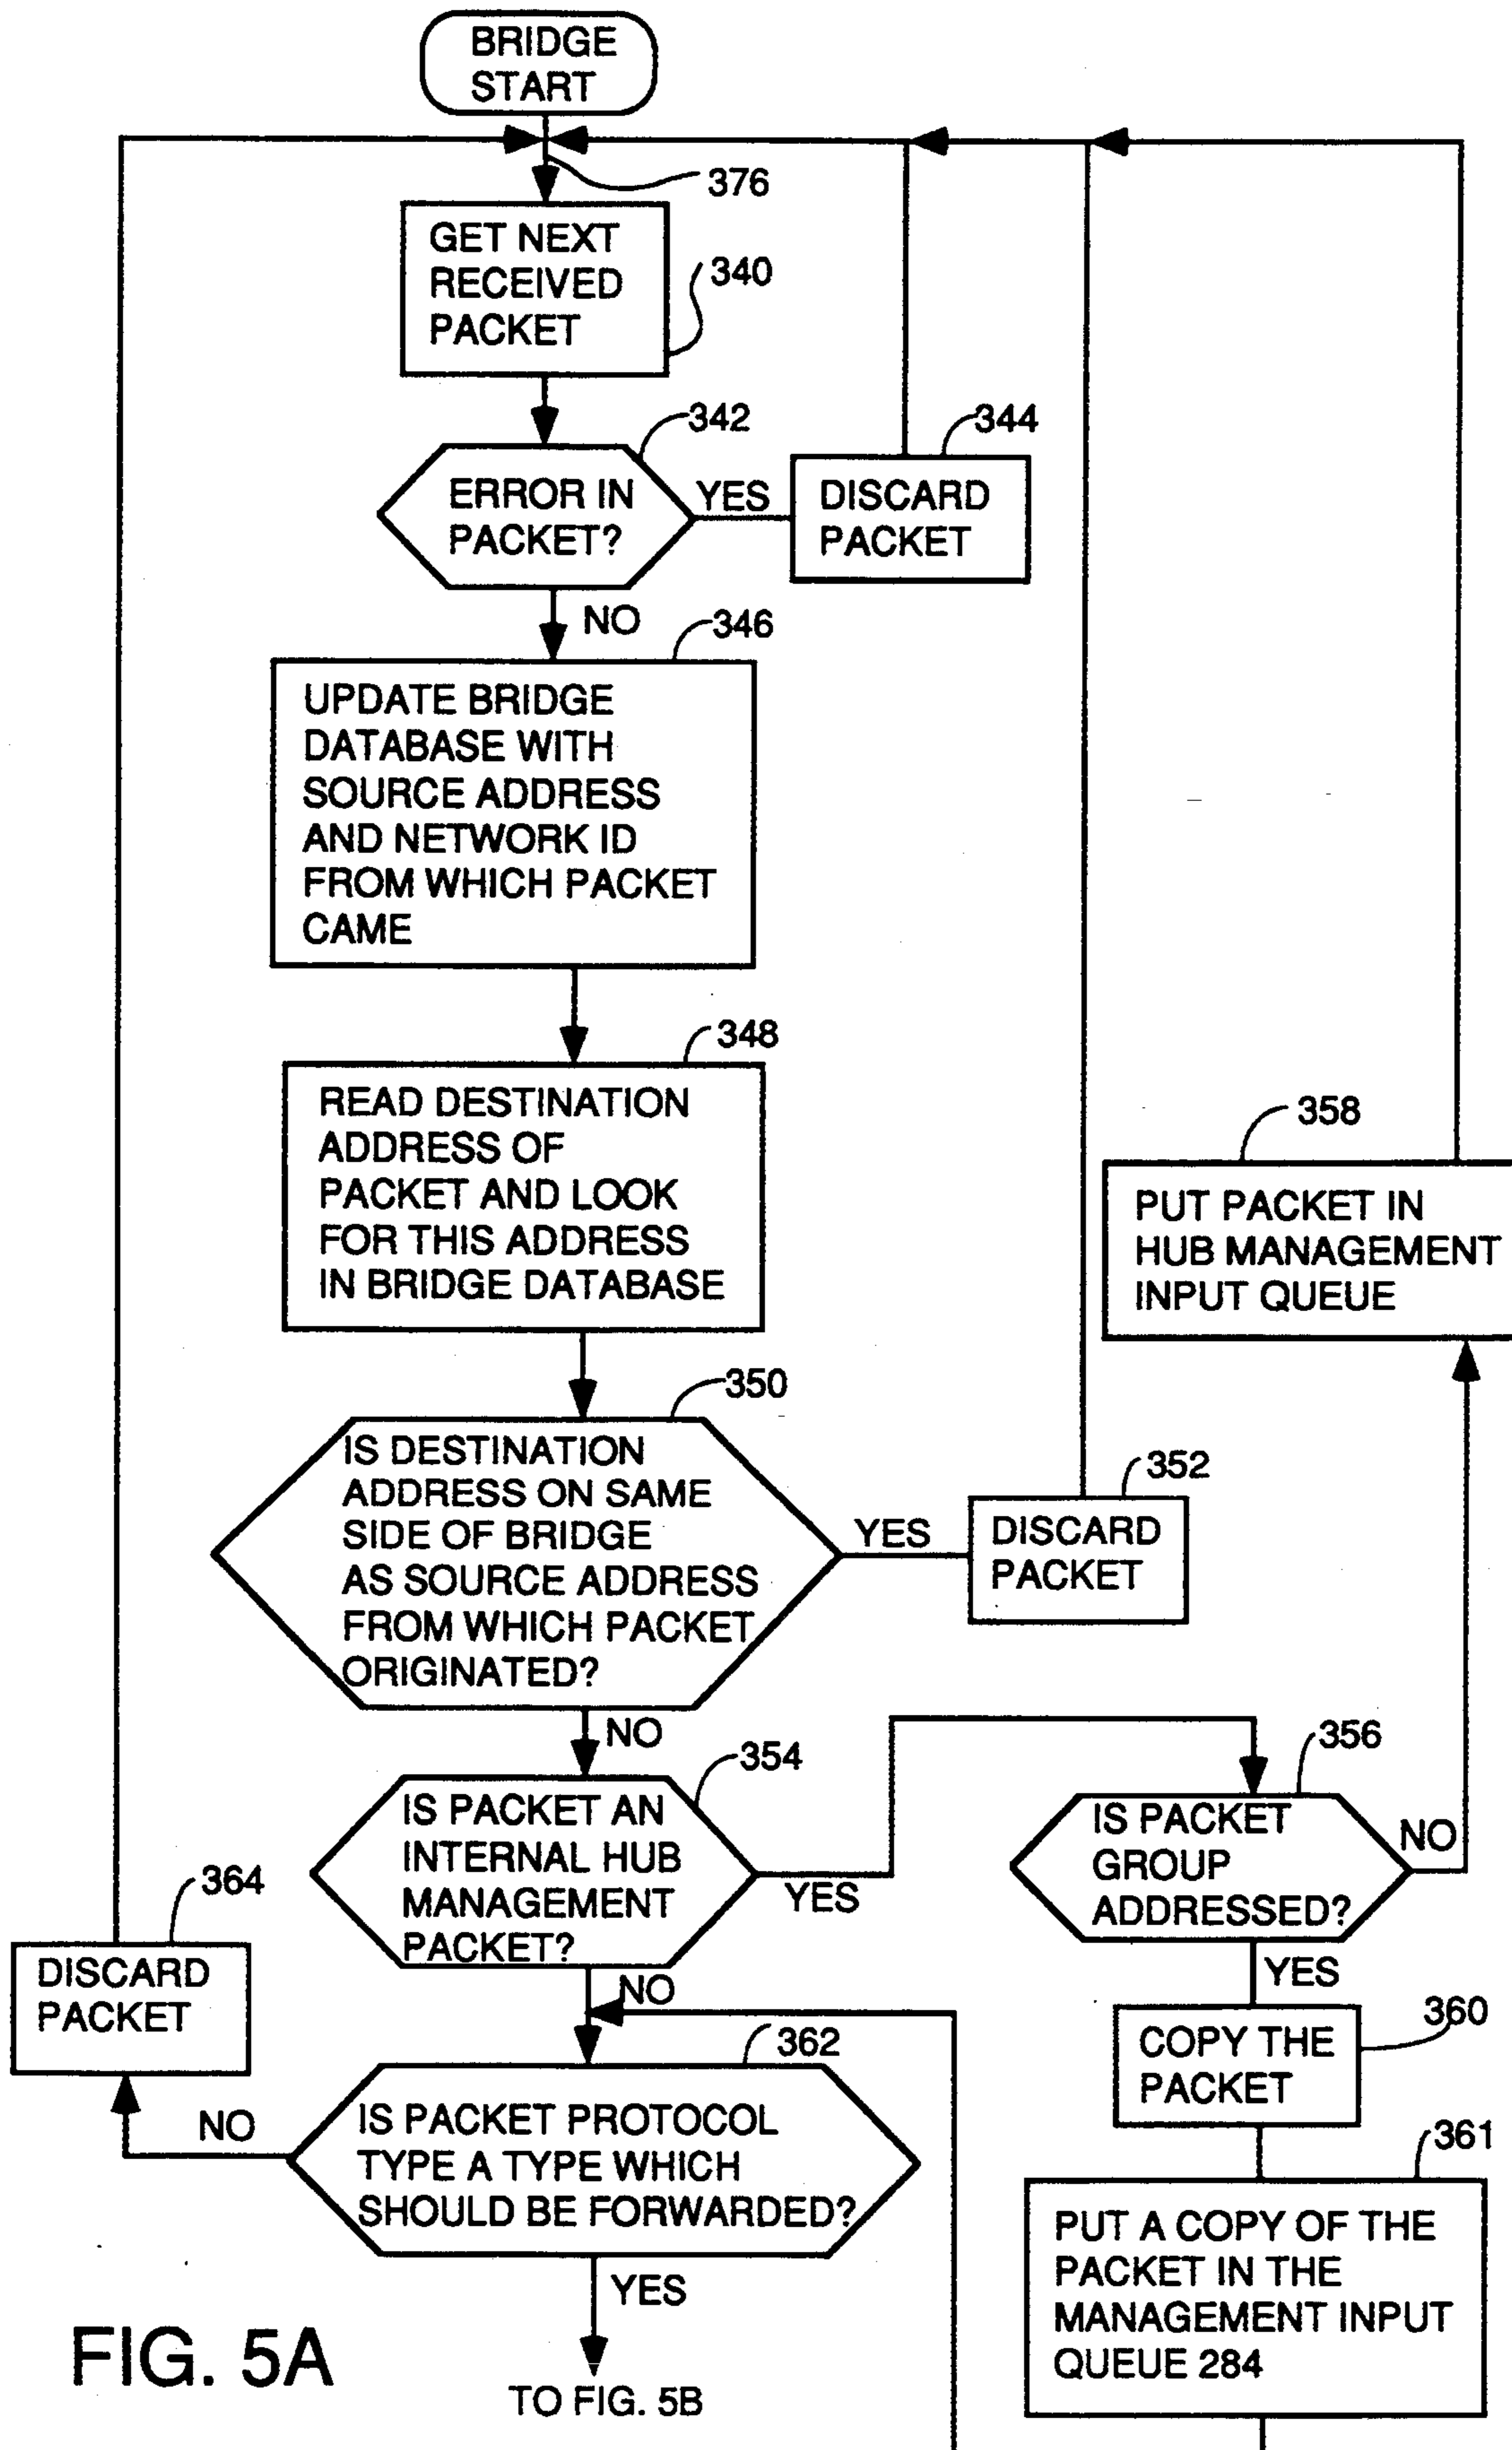 BRIDGE
START
376
GET NEXT
RECEIVED
PACKET
340
342
ERROR IN
PACKET?
YES
344
DISCARD
PACKET
NO
346
UPDATE BRIDGE
DATABASE WITH
SOURCE ADDRESS
AND NETWORK ID
FROM WHICH PACKET
CAME
348
READ DESTINATION
ADDRESS OF
PACKET AND LOOK
FOR THIS ADDRESS
IN BRIDGE DATABASE
358
PUT PACKET IN
HUB MANAGEMENT
INPUT QUEUE
350
IS DESTINATION
ADDRESS ON SAME
SIDE OF BRIDGE
AS SOURCE ADDRESS
FROM WHICH PACKET
ORIGINATED?
YES
352
DISCARD
PACKET
NO
354
IS PACKET AN
INTERNAL HUB
MANAGEMENT
PACKET?
YES
356
IS PACKET
GROUP
ADDRESSED?
NO
YES
364
DISCARD
PACKET
NO
360
COPY THE
PACKET
362
IS PACKET PROTOCOL
TYPE A TYPE WHICH
SHOULD BE FORWARDED?
NO
YES
361
PUT A COPY OF THE
PACKET IN THE
MANAGEMENT INPUT
QUEUE 284
FIG. 5A
TO FIG. 5B